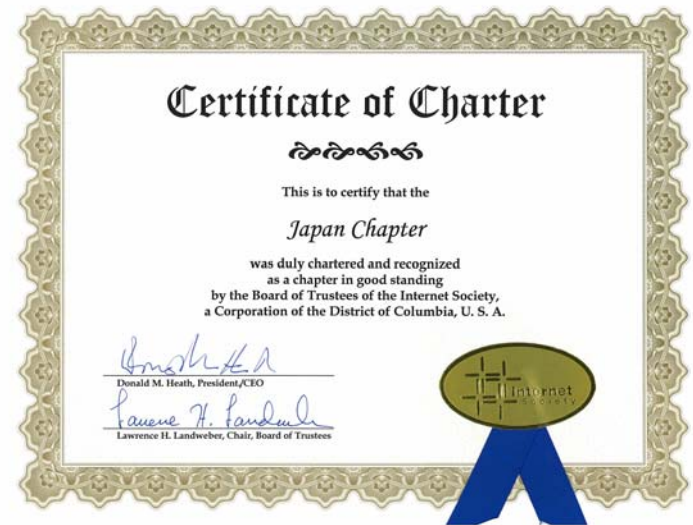 Certificate of Charter
This is to certify that the
Japan Chapter
was duly chartered and recognized
as a chapter in good standing
by the Board of Trustees of the Internet Society,
a Corporation of the District of Columbia, U. S. A.
Donald M. Heath, President/CEO
Lawrence H. Landweber, Chair, Board of Trustees
Internet
Society